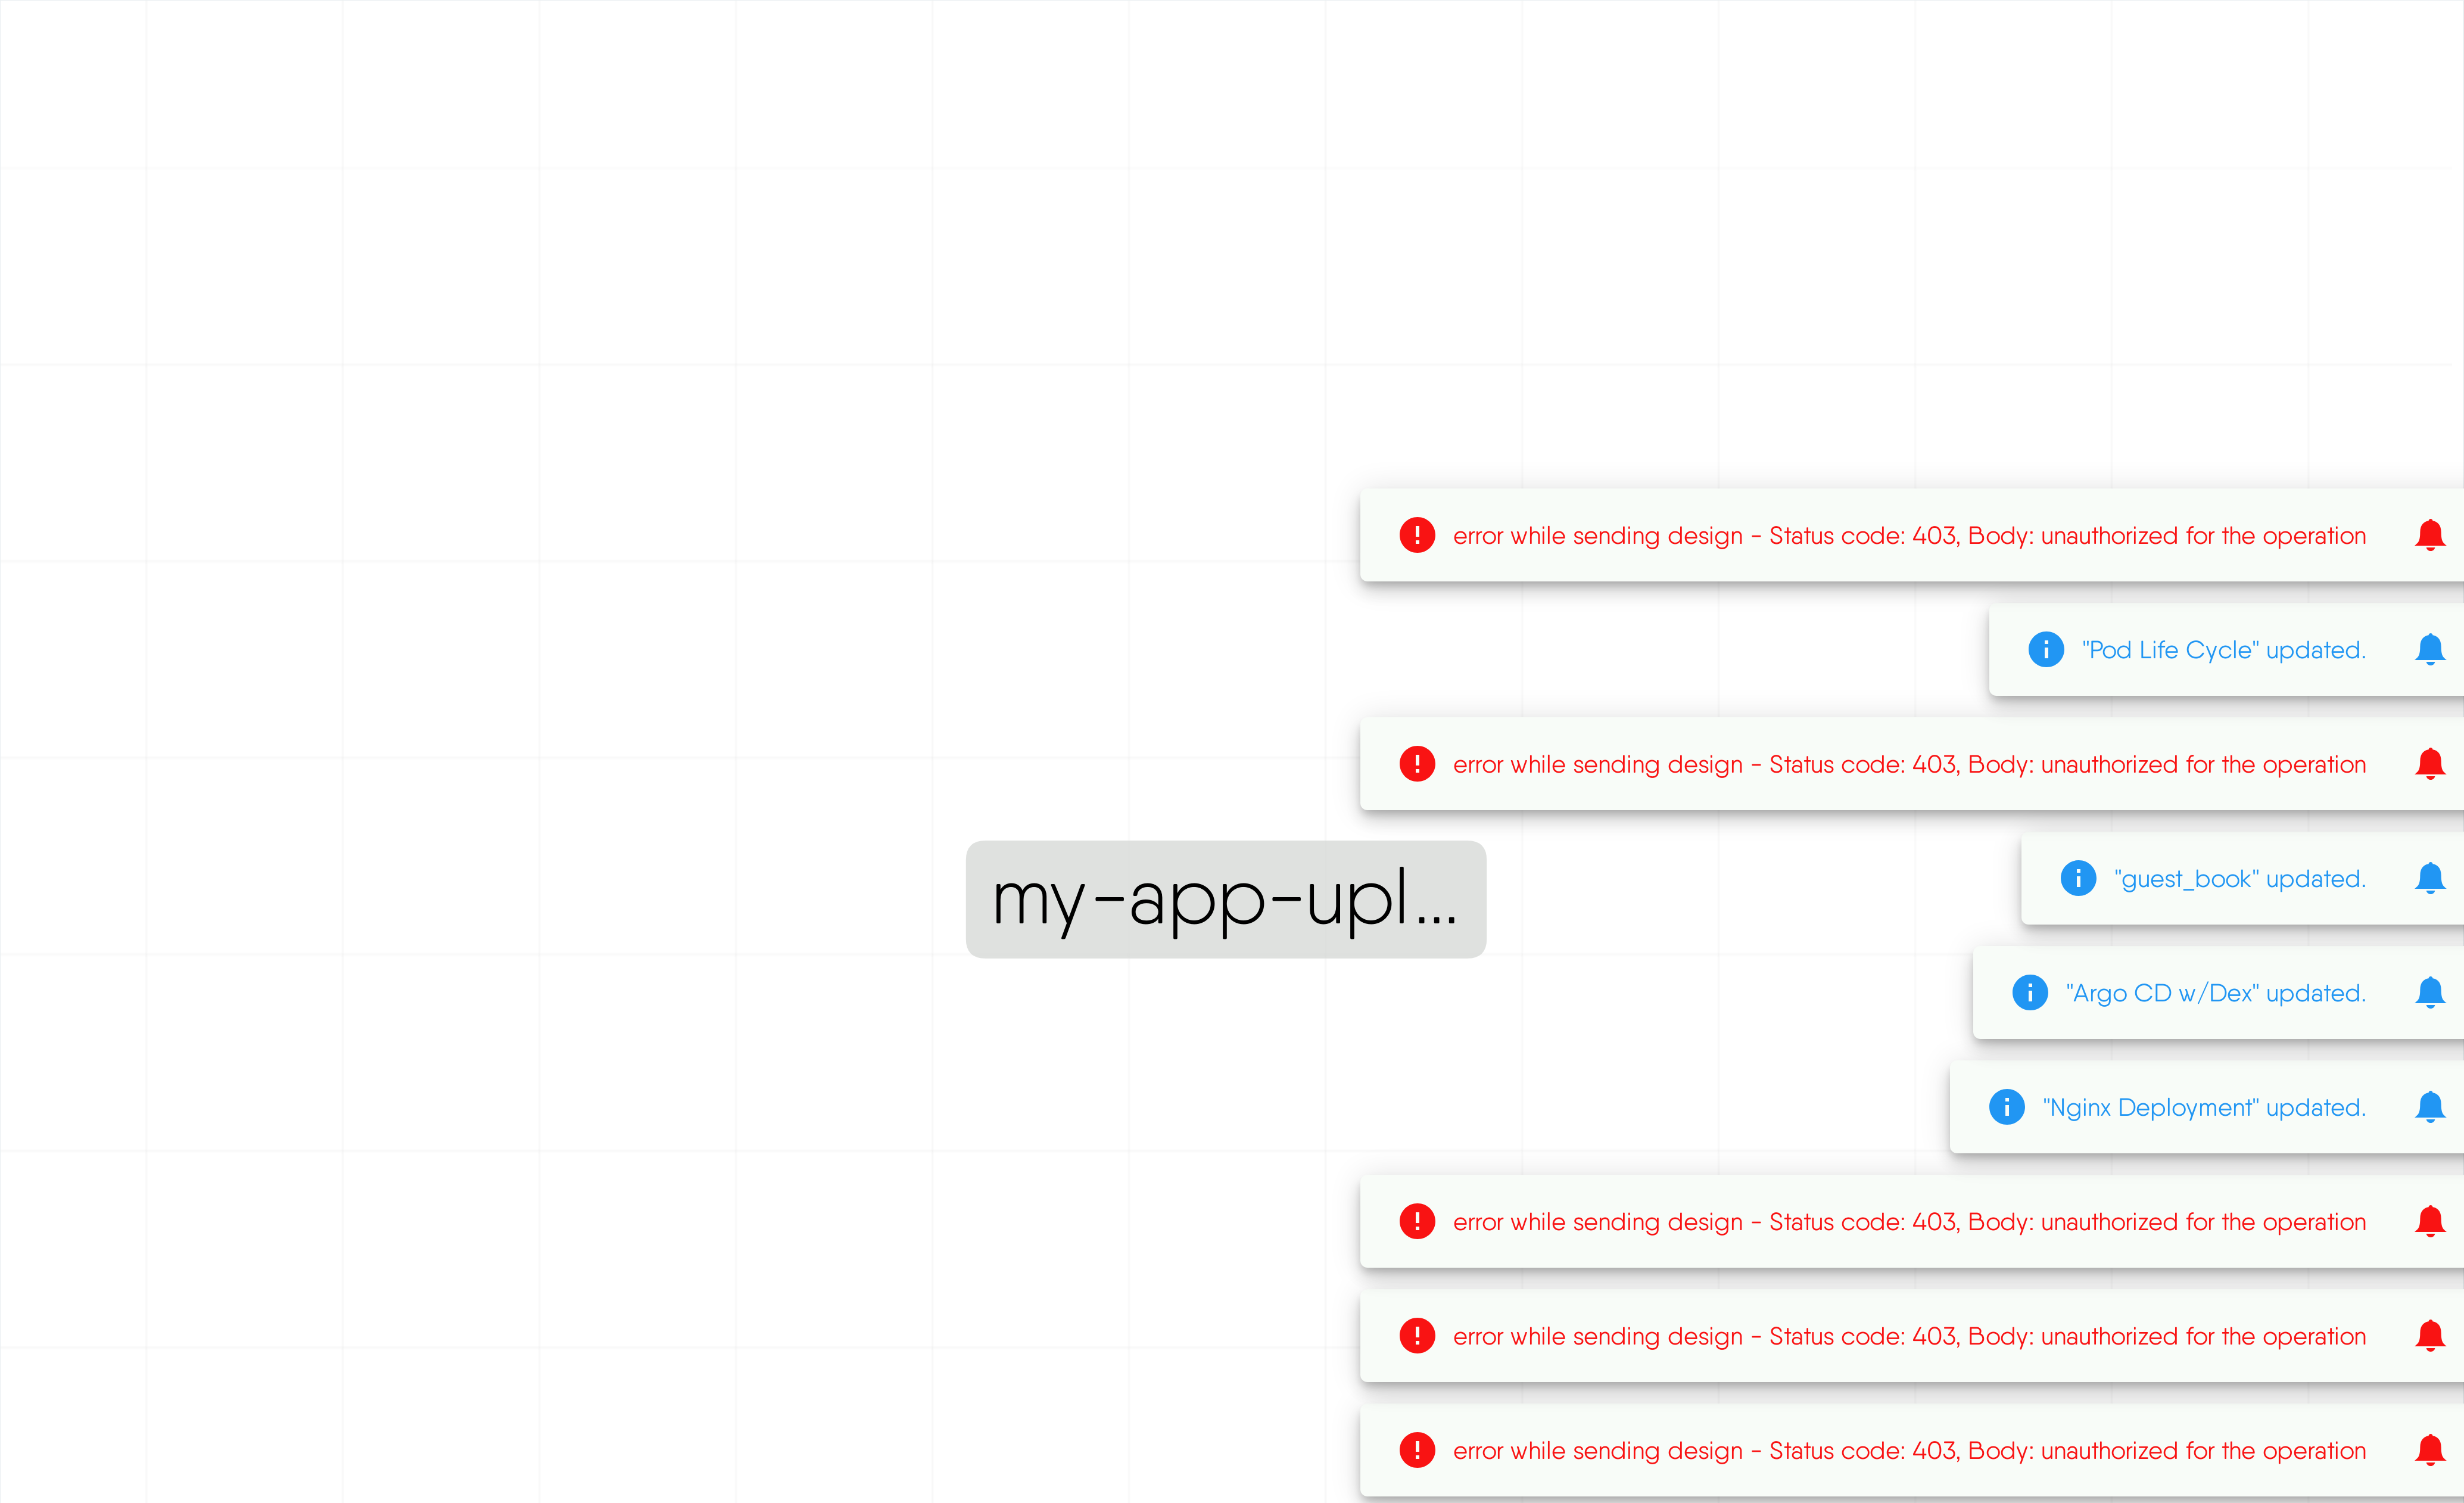 error while sending design - Status code: 403, Body: unauthorized for the operation
"Pod Life Cycle" updated.
error while sending design - Status code: 403, Body: unauthorized for the operation
my-app-upl...
"guest_book" updated.
"Argo CD w/Dex" updated.
"Nginx Deployment" updated.
error while sending design - Status code: 403, Body: unauthorized for the operation
error while sending design - Status code: 403, Body: unauthorized for the operation
error while sending design - Status code: 403, Body: unauthorized for the operation